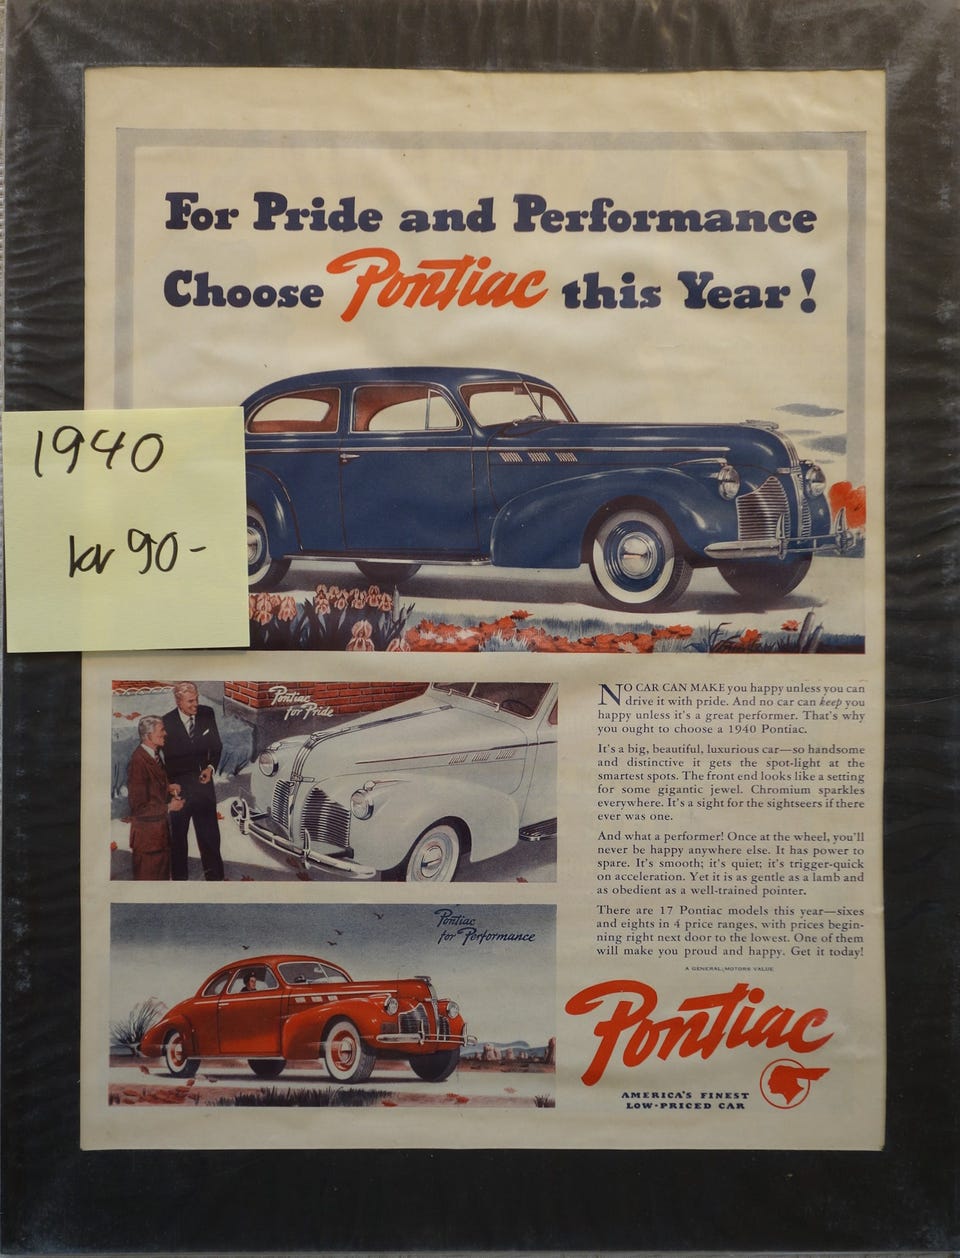 For Pride and Performance
Choose Pontiac this Year!
1940
kr 90-
Pontiac
for Pride
NO CAR CAN MAKE you happy unless you can
drive it with pride. And no car can keep you
happy unless it's a great performer. That's why
you ought to choose a 1940 Pontiac.
It's a big, beautiful, luxurious car—so handsome
and distinctive it gets the spot-light at the
smartest spots. The front end looks like a setting
for some gigantic jewel. Chromium sparkles
everywhere. It's a sight for the sightseers if there
ever was one.
And what a performer! Once at the wheel, you'll
never be happy anywhere else. It has power to
spare. It's smooth; it's quiet; it's trigger-quick
on acceleration. Yet it is as gentle as a lamb and
as obedient as a well-trained pointer.
There are 17 Pontiac models this year—sixes
and eights in 4 price ranges, with prices begin-
ning right next door to the lowest. One of them
will make you proud and happy. Get it today!
A GENERAL MOTORS VALUE
Pontiac
for Performance
Pontiac
AMERICA'S FINEST
LOW-PRICED CAR